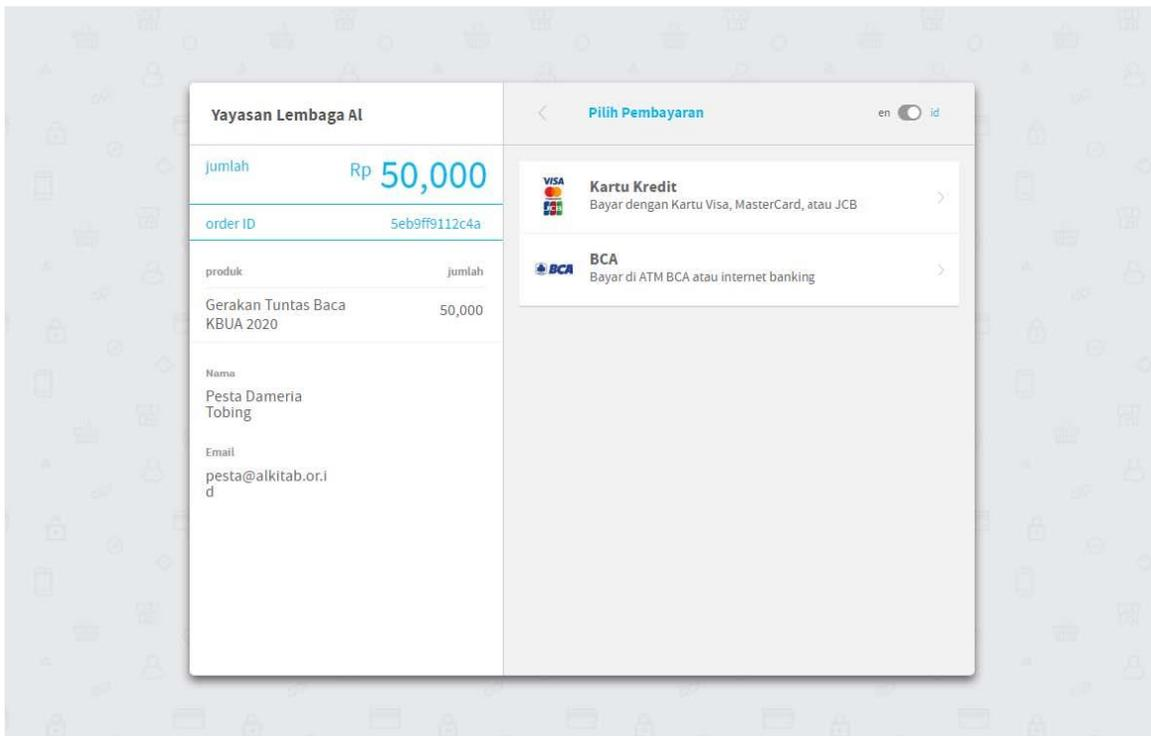 Yayasan Lembaga Al
jumlah Rp 50,000
order ID 5eb9ff9112c4a
produk jumlah
Gerakan Tuntas Baca 50,000
KBUA 2020
Nama
Pesta Dameria
Tobing
Email
pesta@alkitab.or.i
d
Pilih Pembayaran en id
VISA
JCB
Kartu Kredit
Bayar dengan Kartu Visa, MasterCard, atau JCB
BCA
BCA
Bayar di ATM BCA atau internet banking